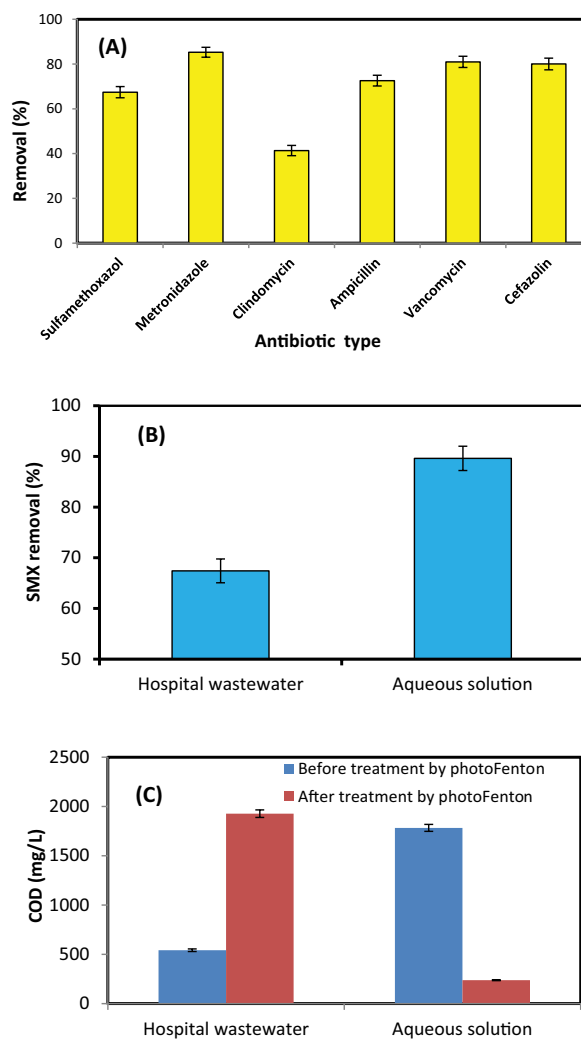 (A)
100
80
60
40
20
0
Removal (%)
Sulfamethoxazol
Metronidazole
Clindomycin
Ampicillin
Vancomycin
Cefazolin
Antibiotic type
(B)
100
90
80
70
60
50
SMX removal (%)
Hospital wastewater
Aqueous solution
(C)
Before treatment by photoFenton
After treatment by photoFenton
2500
2000
1500
1000
500
0
COD (mg/L)
Hospital wastewater
Aqueous solution